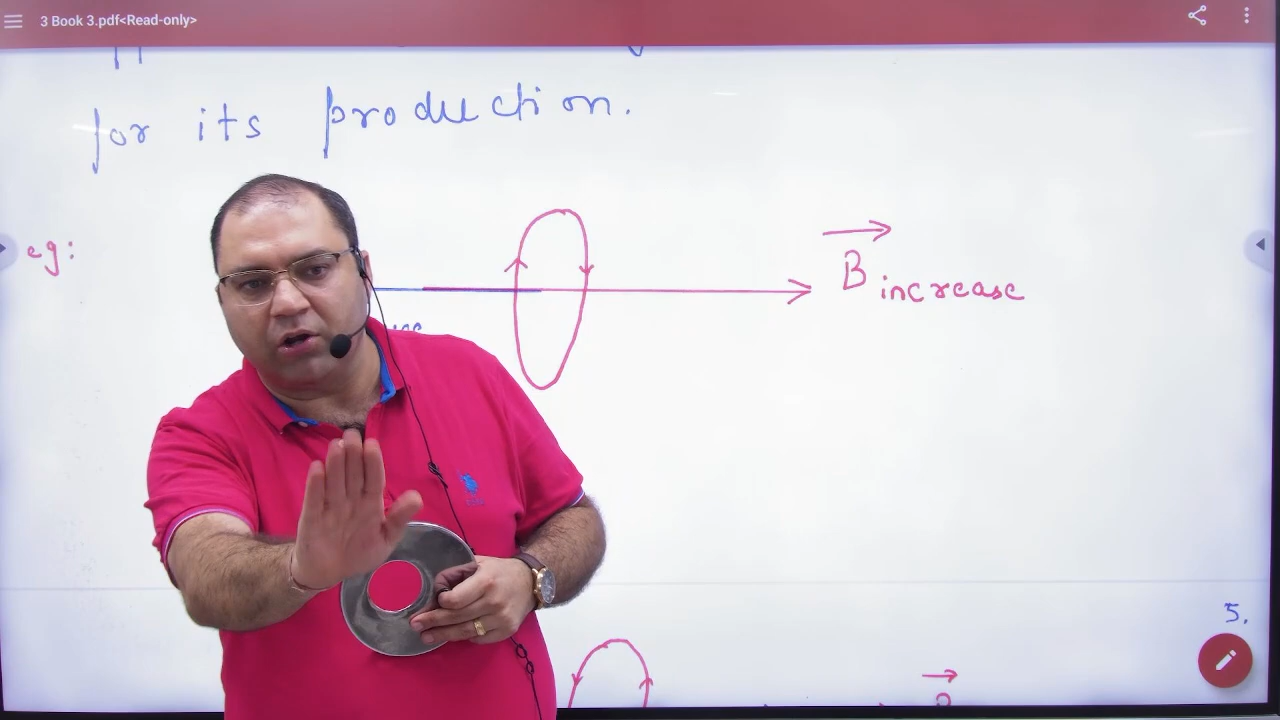 3 Book 3.pdf<Read-only>
for its production.
eg:
B increase
5.